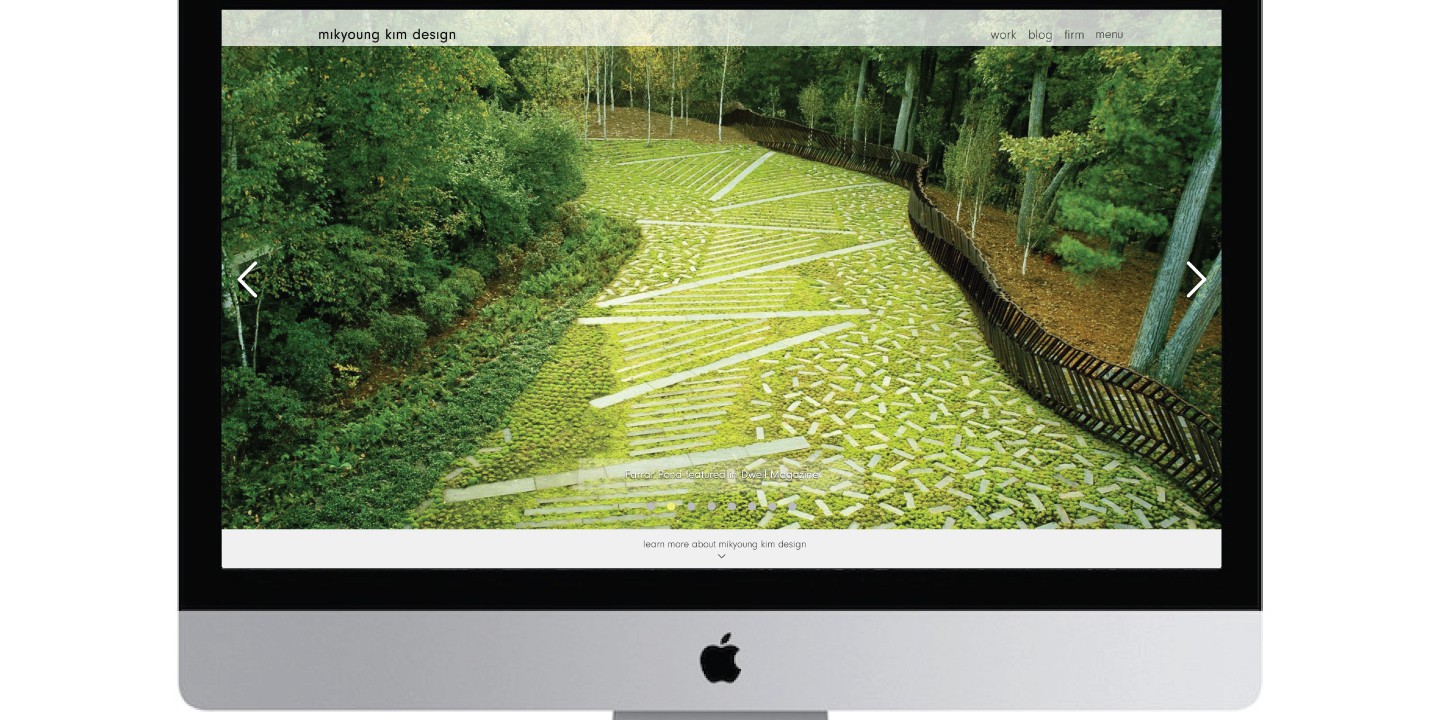 mikyoung kim design
work blog firm menu
Farrar Pond featured in Dwell Magazine
learn more about mikyoung kim design